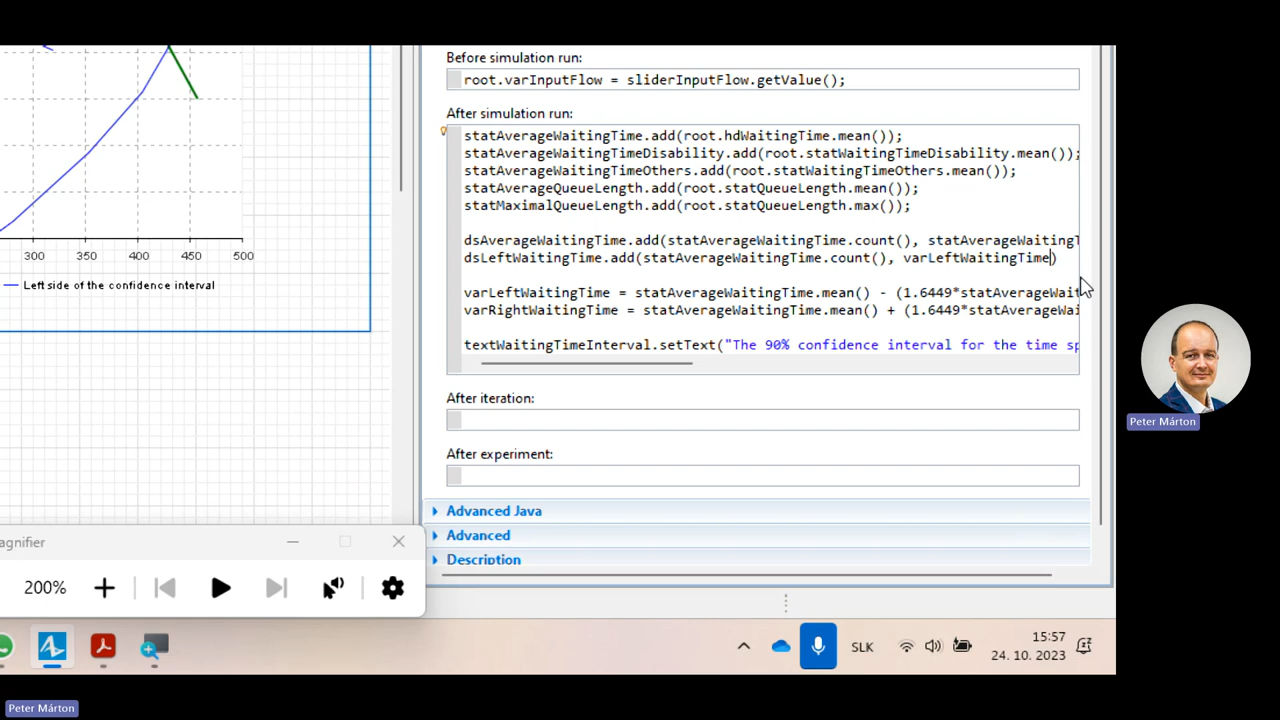 Before simulation run:
root.varInputFlow = sliderInputFlow.getValue();
After simulation run:
statAverageWaitingTime.add(root.hdWaitingTime.mean());
statAverageWaitingTimeDisability.add(root.statWaitingTimeDisability.mean());
statAverageWaitingTimeOthers.add(root.statWaitingTimeOthers.mean());
statAverageQueueLength.add(root.statQueueLength.mean());
statMaximalQueueLength.add(root.statQueueLength.max());
dsAverageWaitingTime.add(statAverageWaitingTime.count(), statAverageWaitingT
dsLeftWaitingTime.add(statAverageWaitingTime.count(), varLeftWaitingTime)
varLeftWaitingTime = statAverageWaitingTime.mean() - (1.6449*statAverageWait
varRightWaitingTime = statAverageWaitingTime.mean() + (1.6449*statAverageWai
textWaitingTimeInterval.setText("The 90% confidence interval for the time sp
After iteration:
After experiment:
Advanced Java
Advanced
Description
300 350 400 450 500
Left side of the confidence interval
agnifier
200%
SLK
15:57
24. 10. 2023
Peter Márton
Peter Márton